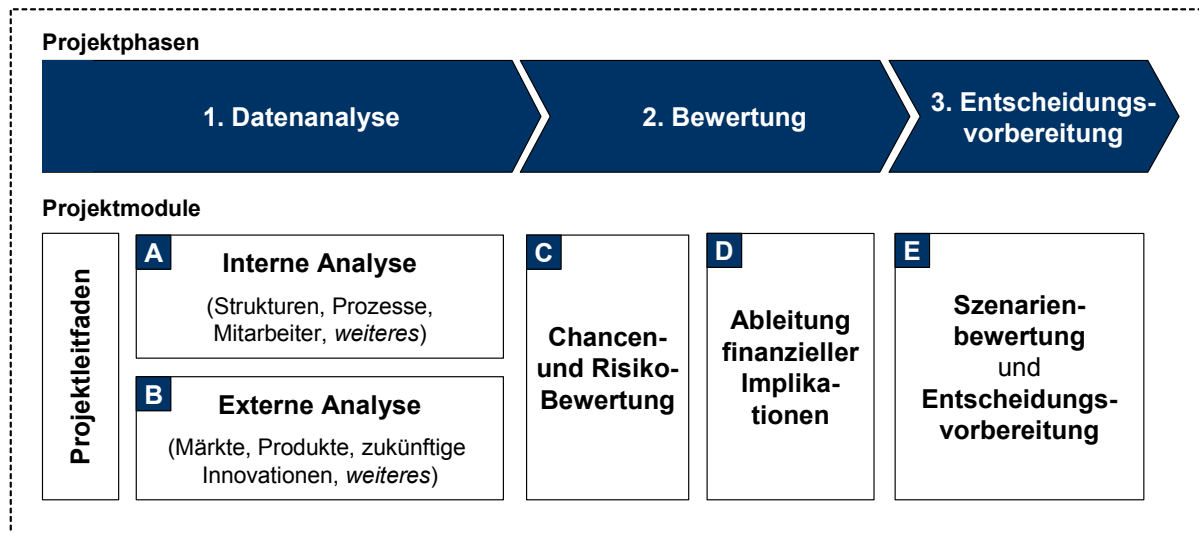 Projektphasen
1. Datenanalyse
2. Bewertung
3. Entscheidungs-
vorbereitung
Projektmodule
Projektleitfaden
A
Interne Analyse
(Strukturen, Prozesse,
Mitarbeiter, weiteres)
B
Externe Analyse
(Märkte, Produkte, zukünftige
Innovationen, weiteres)
C
Chancen-
und Risiko-
Bewertung
D
Ableitung
finanzieller
Implika-
tionen
E
Szenarien-
bewertung
und
Entscheidungs-
vorbereitung